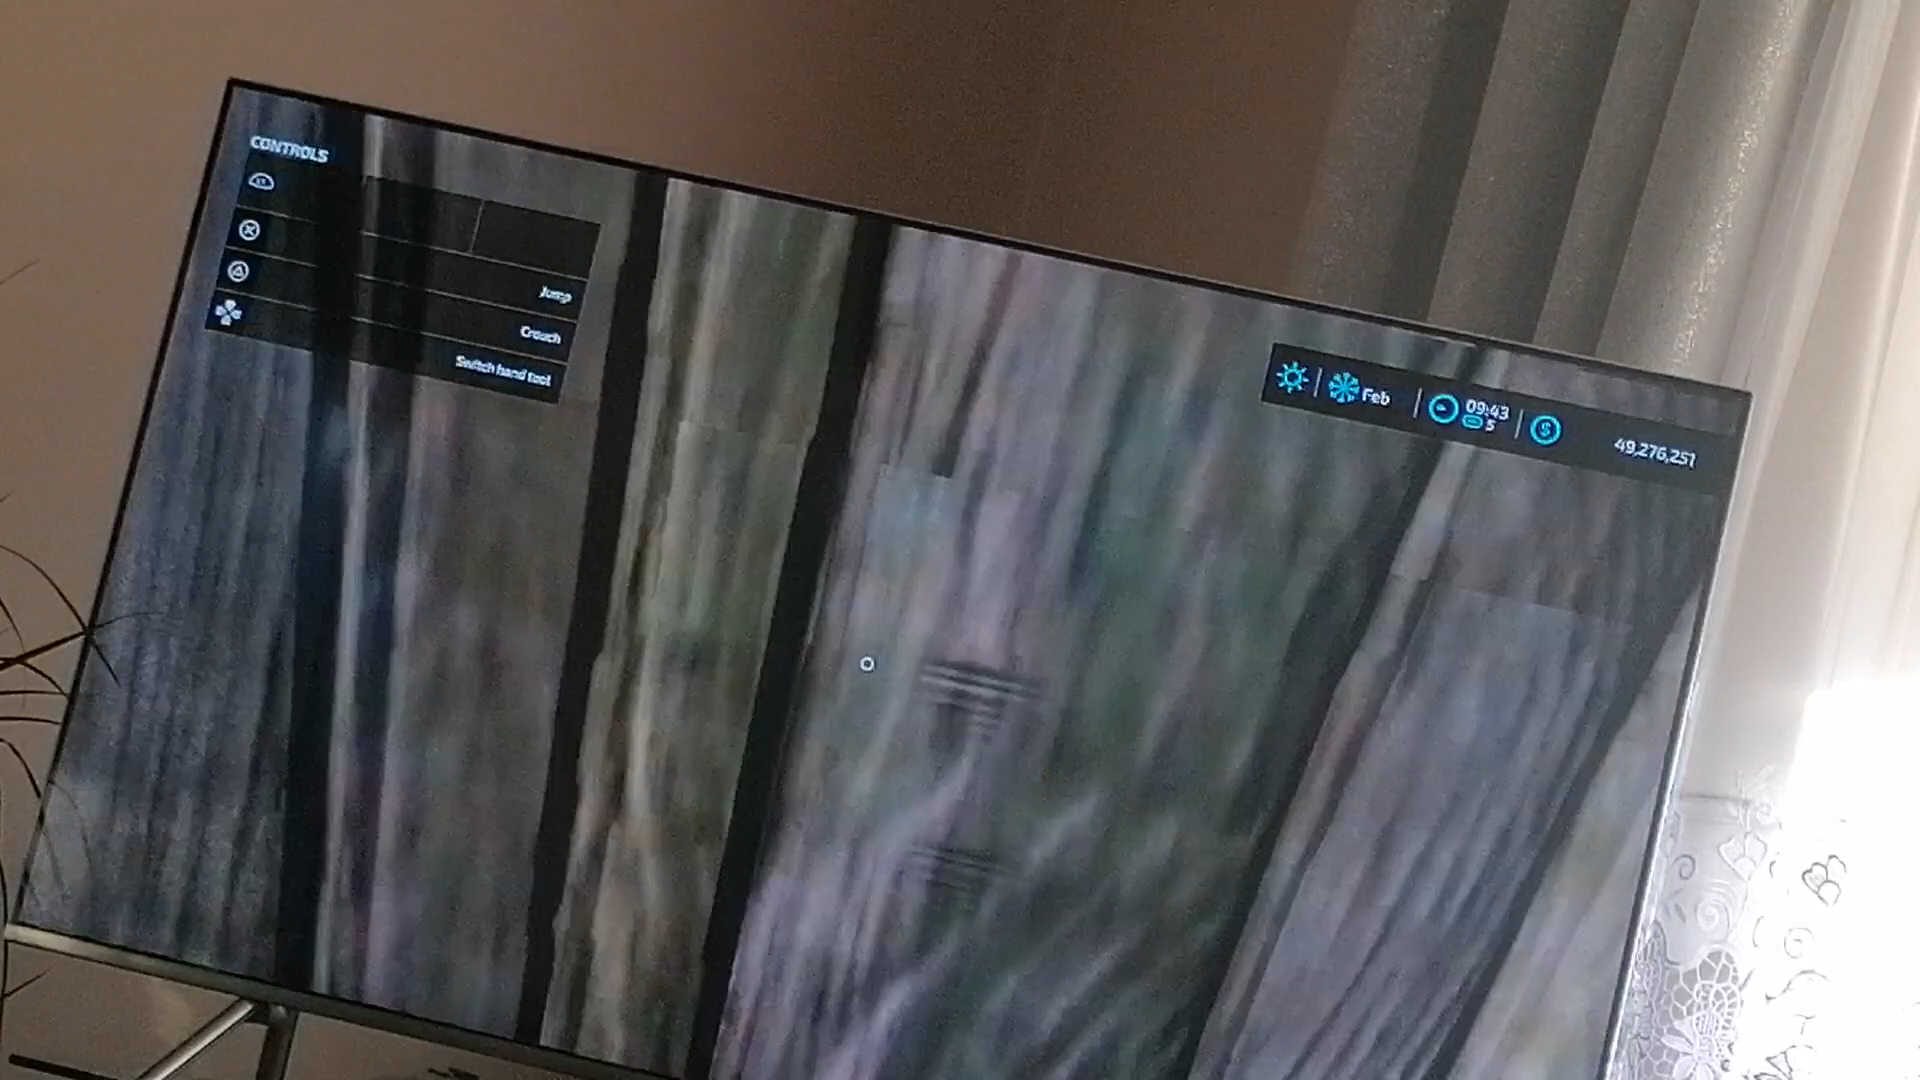 CONTROLS
Jump
Crouch
Switch hand tool
Feb
09:43
5
49,276,251